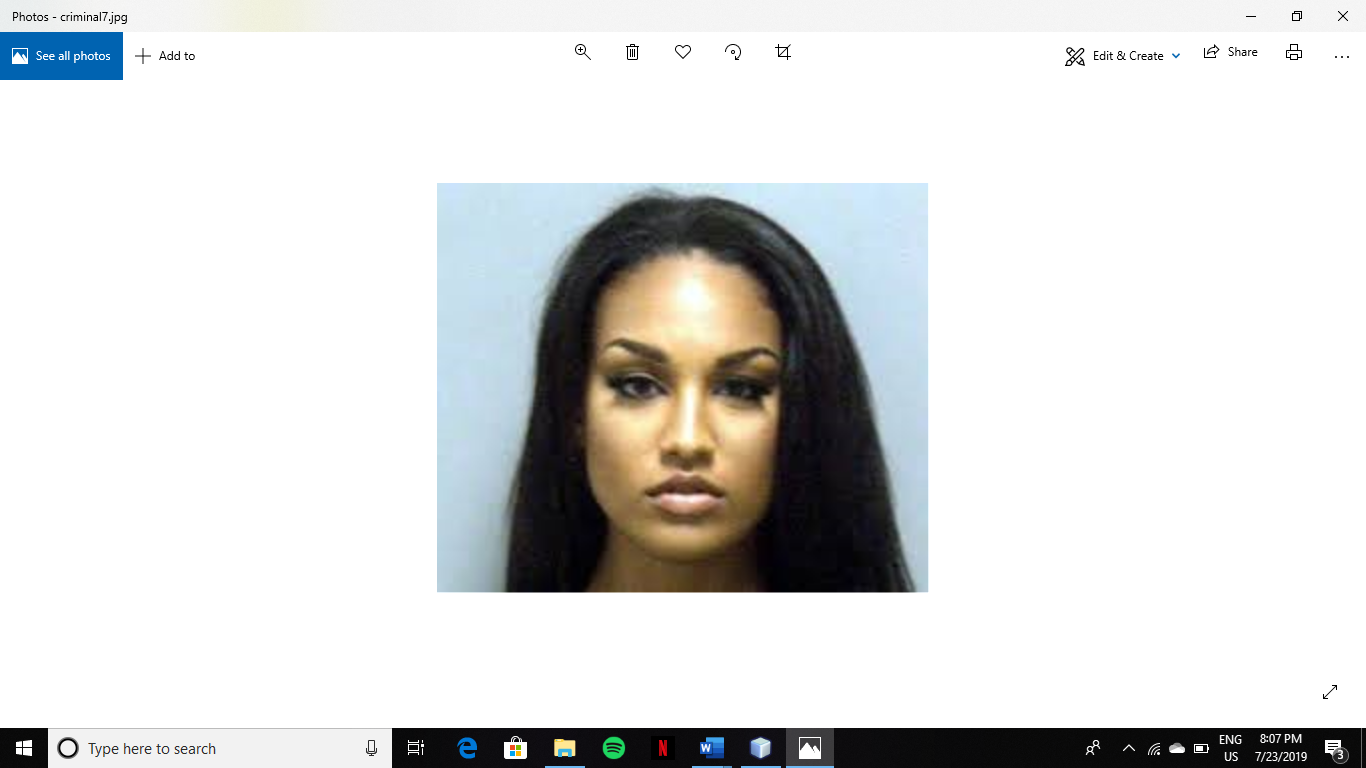 Photos - criminal7.jpg
See all photos
Add to
Edit & Create
Share
Type here to search
N
W
ENG
US
8:07 PM
7/23/2019
3